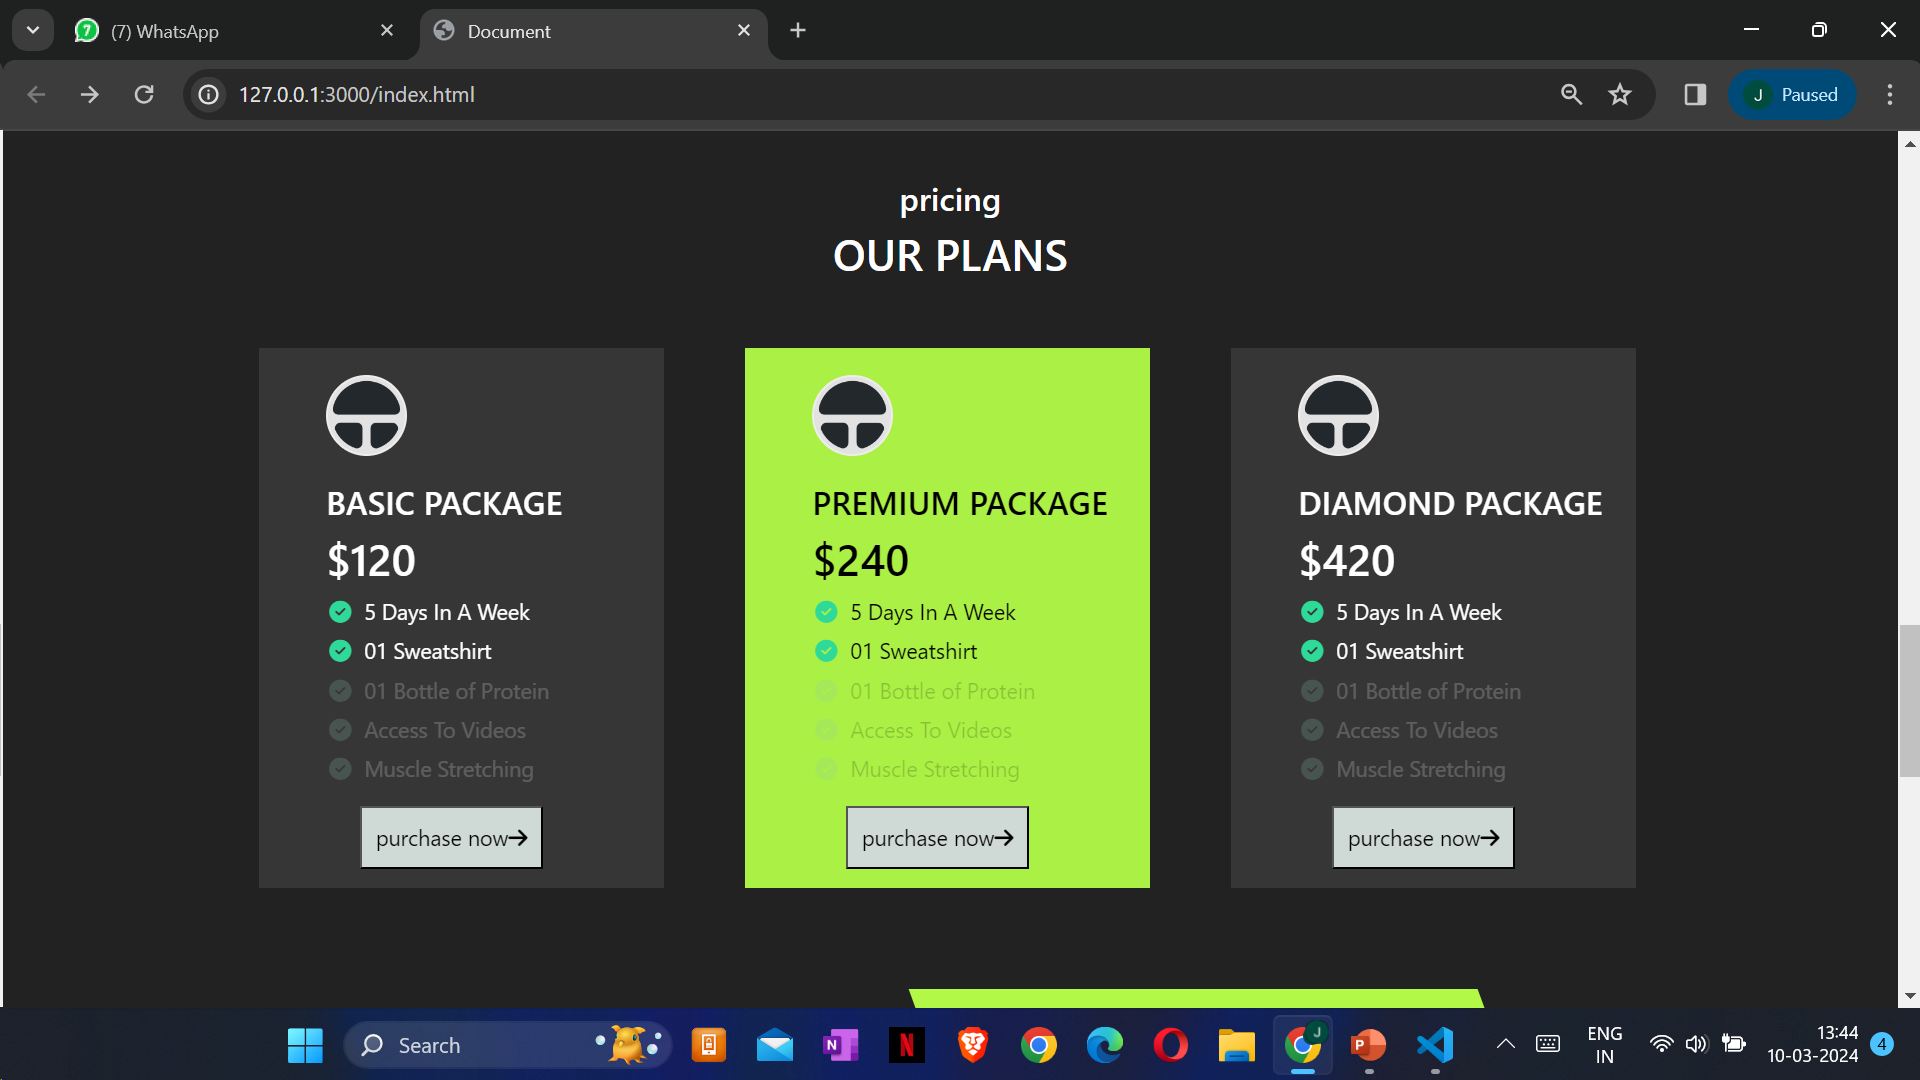 7 (7) WhatsApp
Document
127.0.0.1:3000/index.html
J Paused
pricing
OUR PLANS
BASIC PACKAGE
$120
5 Days In A Week
01 Sweatshirt
01 Bottle of Protein
Access To Videos
Muscle Stretching
purchase now
PREMIUM PACKAGE
$240
5 Days In A Week
01 Sweatshirt
01 Bottle of Protein
Access To Videos
Muscle Stretching
purchase now
DIAMOND PACKAGE
$420
5 Days In A Week
01 Sweatshirt
01 Bottle of Protein
Access To Videos
Muscle Stretching
purchase now
Search
N
N
J
P
ENG
IN
13:44
10-03-2024
4